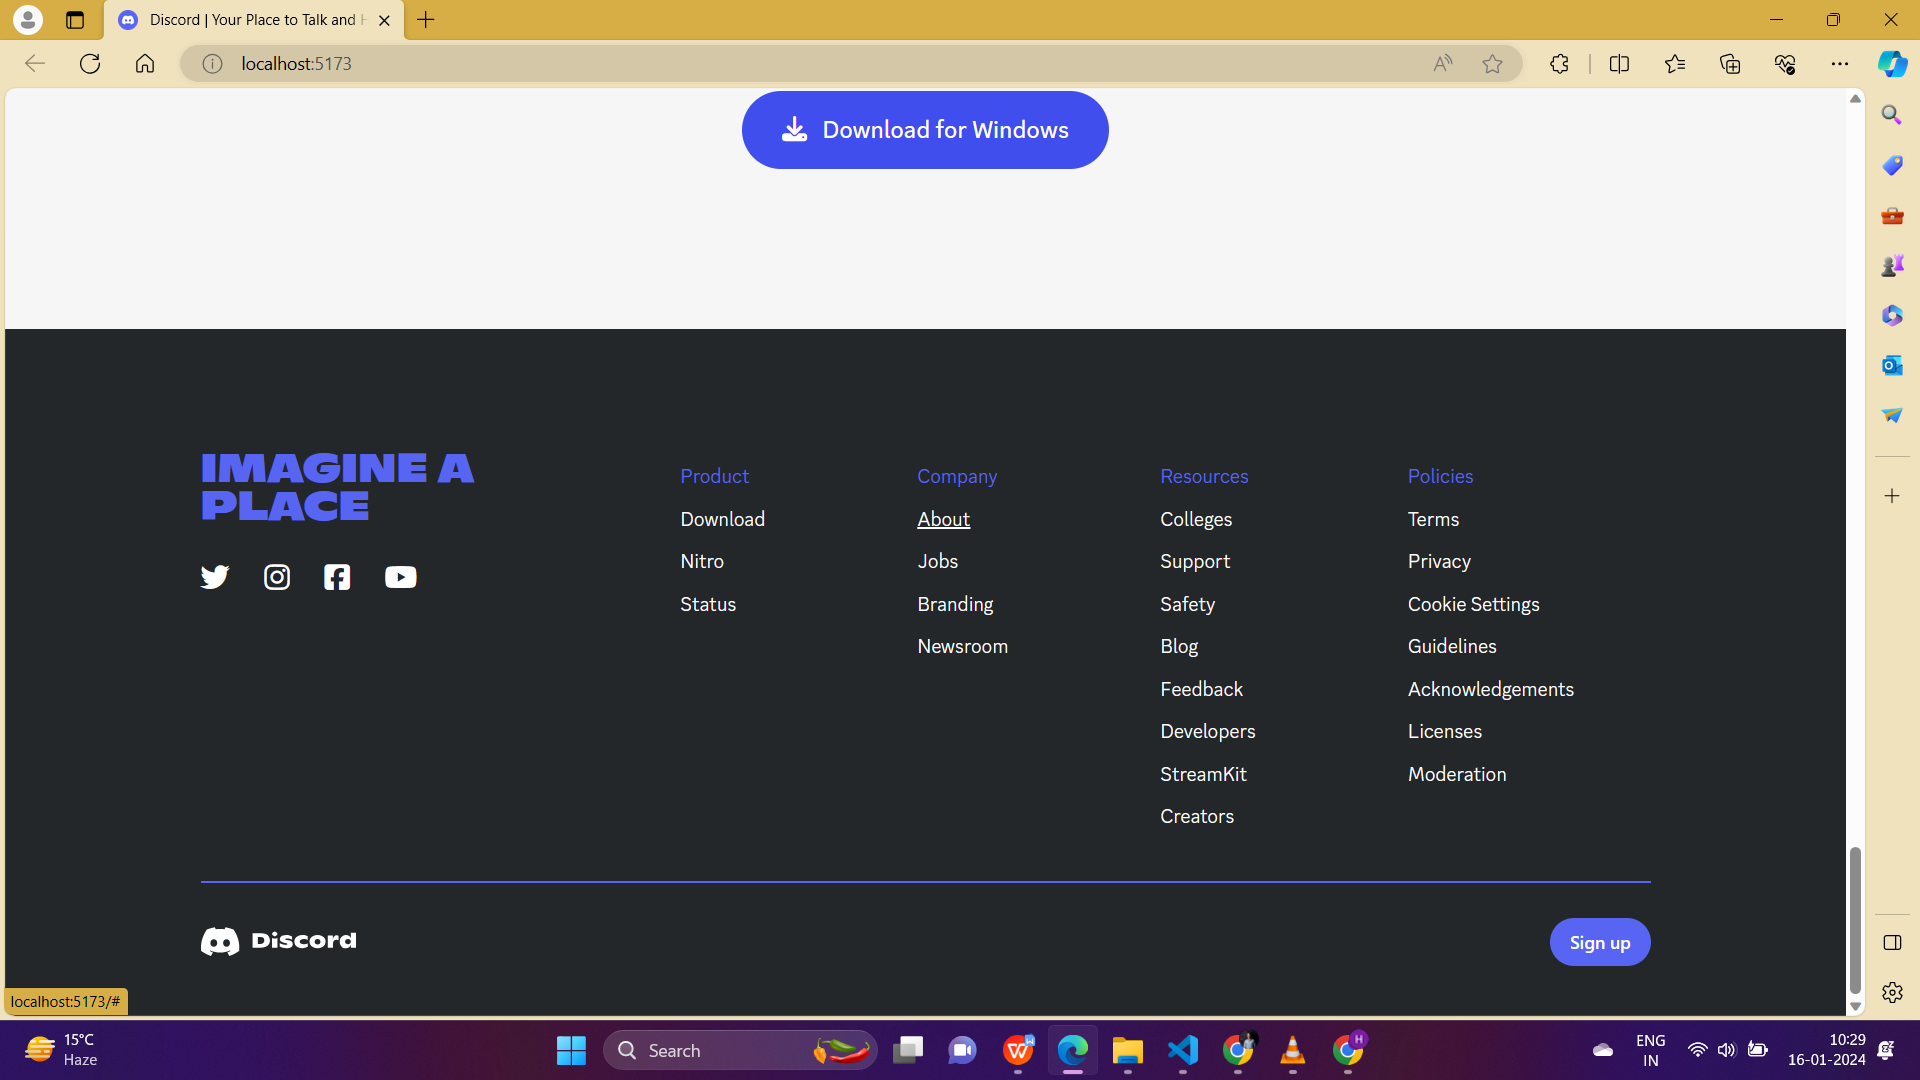 Discord | Your Place to Talk and H
localhost:5173
Download for Windows
IMAGINE A
PLACE
Product
Download
Nitro
Status
Company
About
Jobs
Branding
Newsroom
Resources
Colleges
Support
Safety
Blog
Feedback
Developers
StreamKit
Creators
Policies
Terms
Privacy
Cookie Settings
Guidelines
Acknowledgements
Licenses
Moderation
Discord
Sign up
localhost:5173/#
15°C
Haze
Search
ENG
IN
10:29
16-01-2024